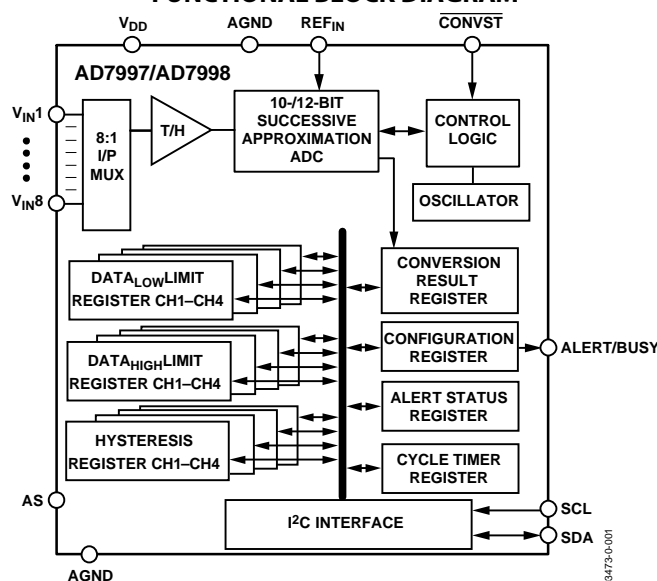 FUNCTIONAL BLOCK DIAGRAM
VDD
AGND
REFIN
CONVST
AD7997/AD7998
VIN1
8:1
I/P
MUX
VIN8
T/H
10-/12-BIT
SUCCESSIVE
APPROXIMATION
ADC
CONTROL
LOGIC
OSCILLATOR
DATALOWLIMIT
REGISTER CH1–CH4
CONVERSION
RESULT
REGISTER
DATAHIGHLIMIT
REGISTER CH1–CH4
CONFIGURATION
REGISTER
ALERT/BUSY
ALERT STATUS
REGISTER
HYSTERESIS
REGISTER CH1–CH4
CYCLE TIMER
REGISTER
AS
I2C INTERFACE
SCL
SDA
AGND
3473-0-001